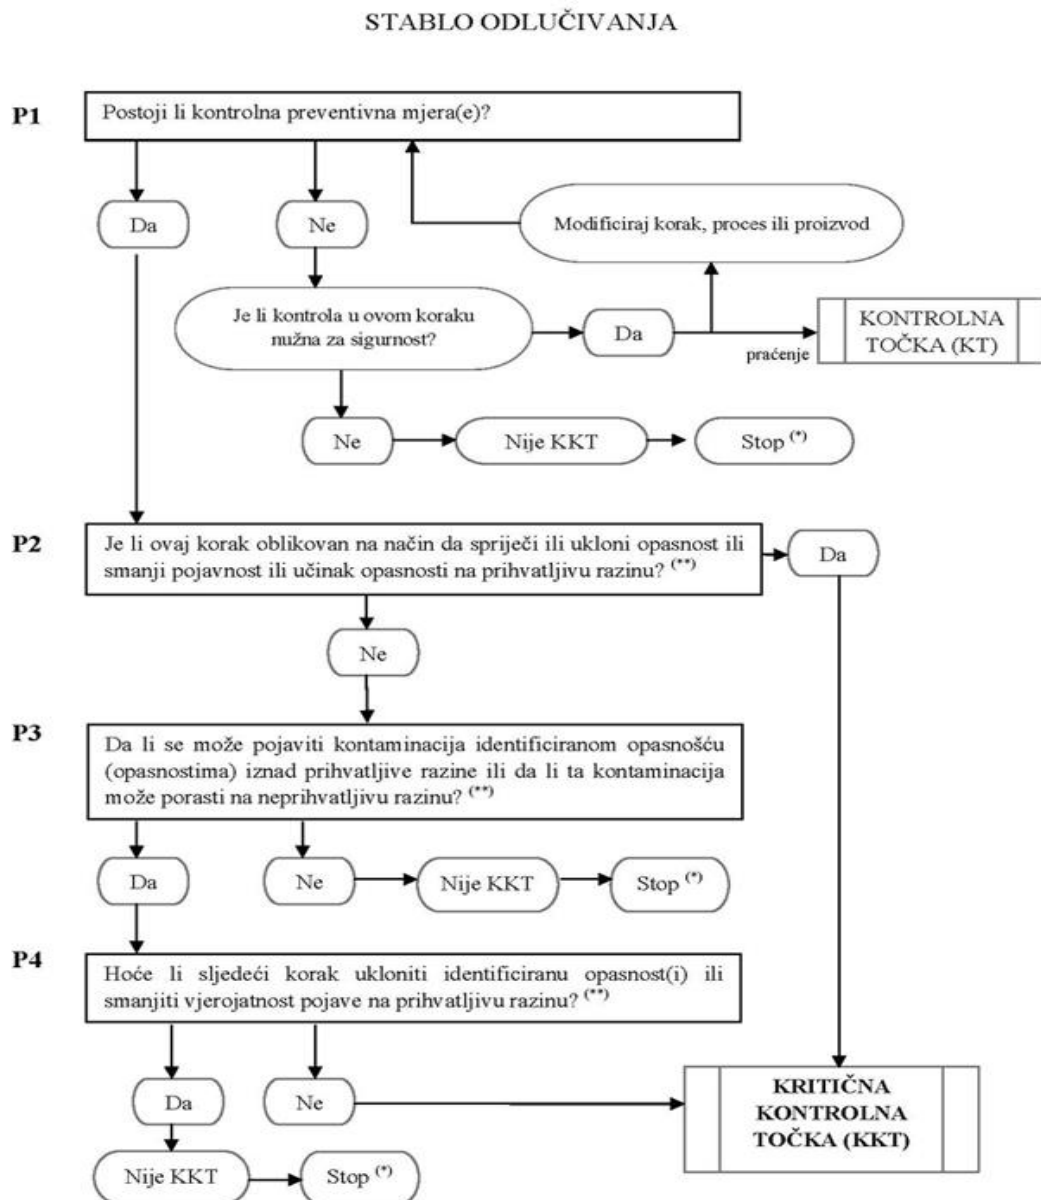 STABLO ODLUČIVANJA
P1
Postoji li kontrolna preventivna mjera(e)?
Da
Ne
Modificiraj korak, proces ili proizvod
Je li kontrola u ovom koraku
nužna za sigurnost?
Da
praćenje
KONTROLNA
TOČKA (KT)
Ne
Nije KKT
Stop (*)
P2
Je li ovaj korak oblikovan na način da spriječi ili ukloni opasnost ili
smanji pojavnost ili učinak opasnosti na prihvatljivu razinu? (**)
Da
Ne
P3
Da li se može pojaviti kontaminacija identificiranom opasnošću
(opasnostima) iznad prihvatljive razine ili da li ta kontaminacija
može porasti na neprihvatljivu razinu? (**)
Da
Ne
Nije KKT
Stop (*)
P4
Hoće li sljedeći korak ukloniti identificiranu opasnost(i) ili
smanjiti vjerojatnost pojave na prihvatljivu razinu? (**)
Da
Ne
KRITIČNA
KONTROLNA
TOČKA (KKT)
Nije KKT
Stop (*)